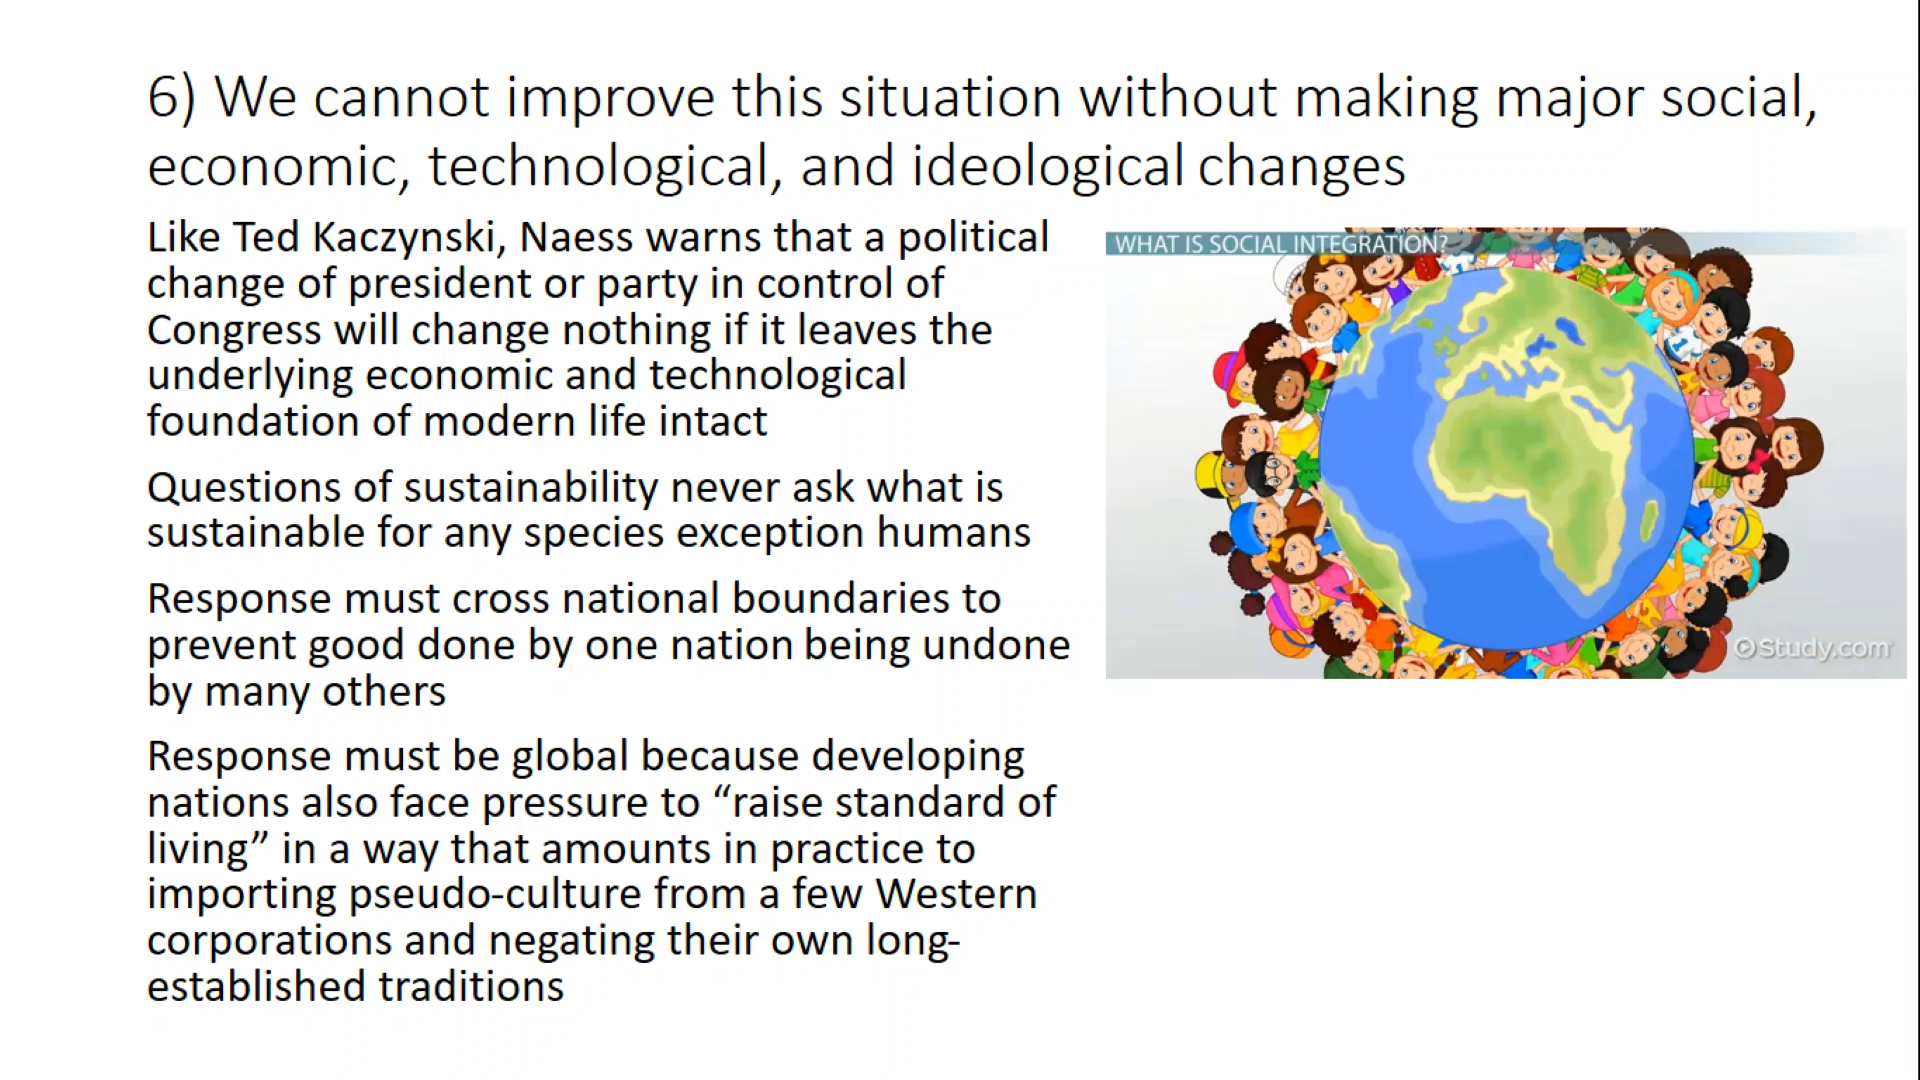 6) We cannot improve this situation without making major social,
economic, technological, and ideological changes
Like Ted Kaczynski, Naess warns that a political
change of president or party in control of
Congress will change nothing if it leaves the
underlying economic and technological
foundation of modern life intact
Questions of sustainability never ask what is
sustainable for any species exception humans
Response must cross national boundaries to
prevent good done by one nation being undone
by many others
Response must be global because developing
nations also face pressure to “raise standard of
living” in a way that amounts in practice to
importing pseudo-culture from a few Western
corporations and negating their own long-
established traditions
WHAT IS SOCIAL INTEGRATION?
Study.com